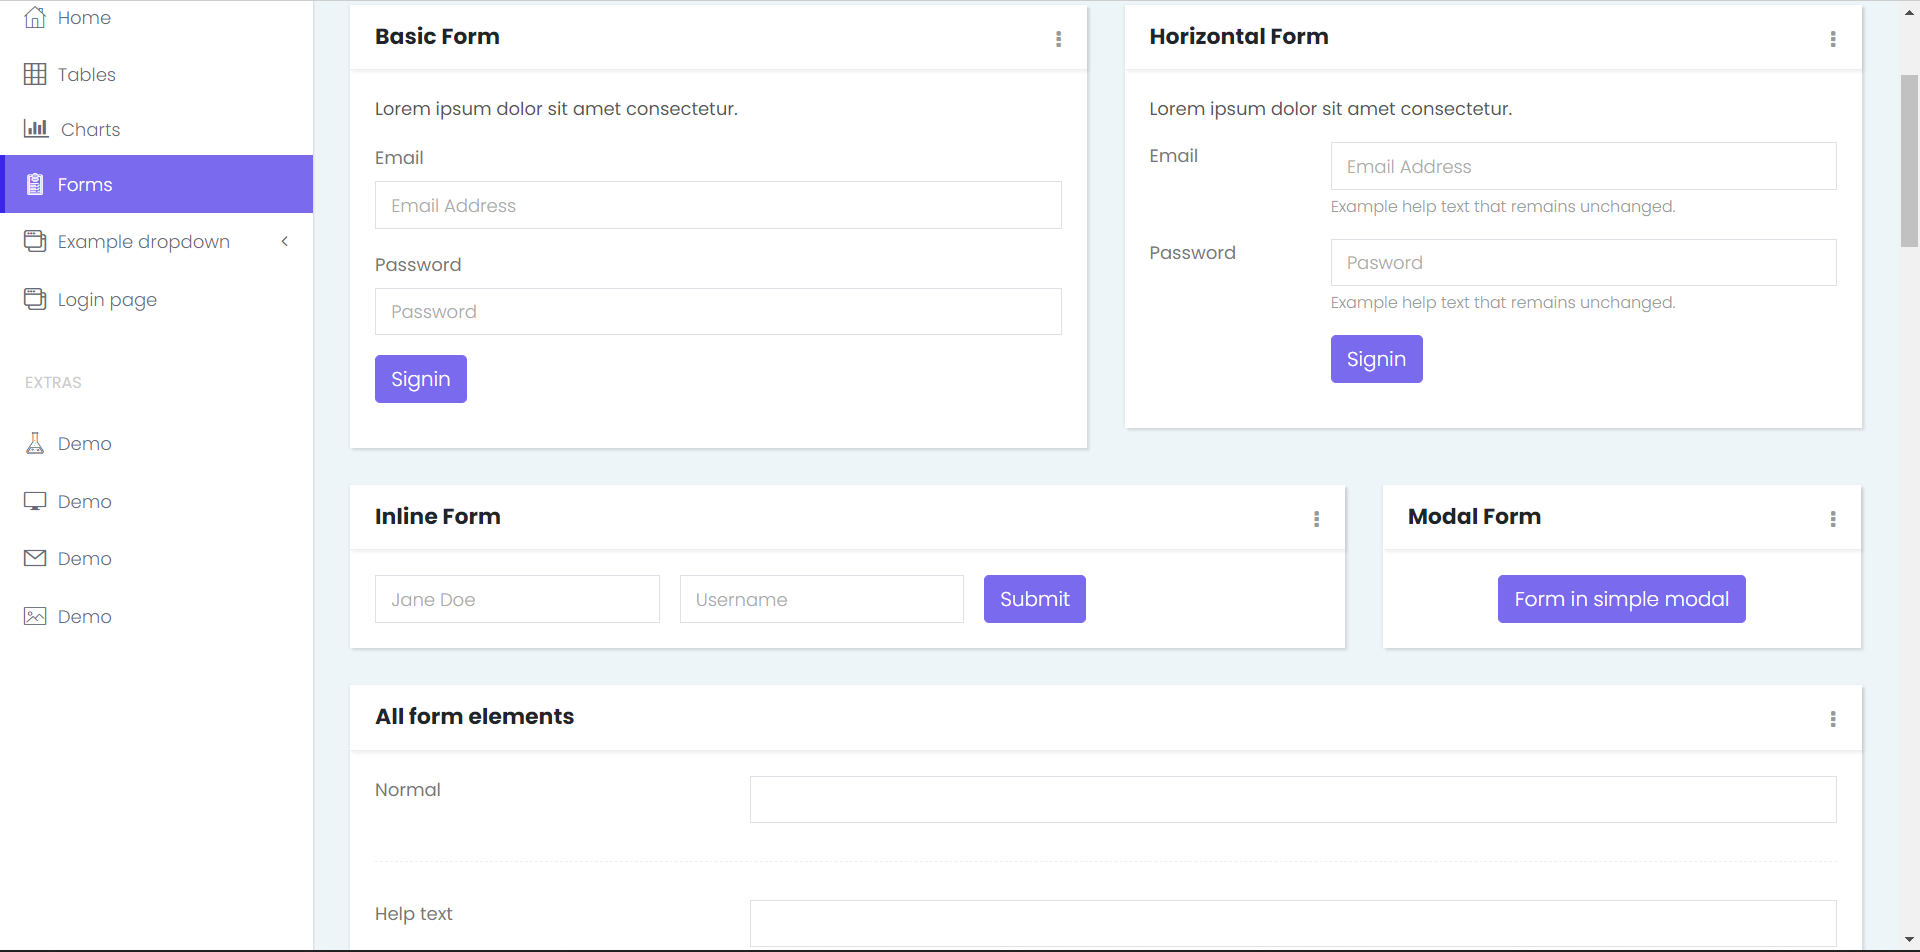 Home
Tables
Charts
Forms
Example dropdown
Login page
EXTRAS
Demo
Demo
Demo
Demo
Basic Form
Lorem ipsum dolor sit amet consectetur.
Email
Email Address
Password
Password
Signin
Horizontal Form
Lorem ipsum dolor sit amet consectetur.
Email
Email Address
Example help text that remains unchanged.
Password
Pasword
Example help text that remains unchanged.
Signin
Inline Form
Jane Doe
Username
Submit
Modal Form
Form in simple modal
All form elements
Normal
Help text